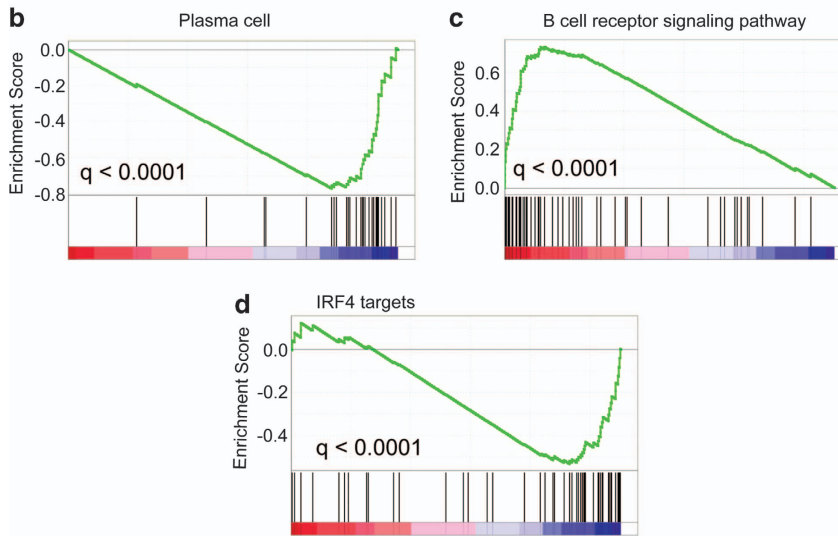 b
Plasma cell
Enrichment Score
0.0
-0.2
-0.4
-0.6
-0.8
q < 0.0001
c
B cell receptor signaling pathway
Enrichment Score
0.6
0.4
0.2
0.0
q < 0.0001
d
IRF4 targets
Enrichment Score
0.0
-0.2
-0.4
q < 0.0001